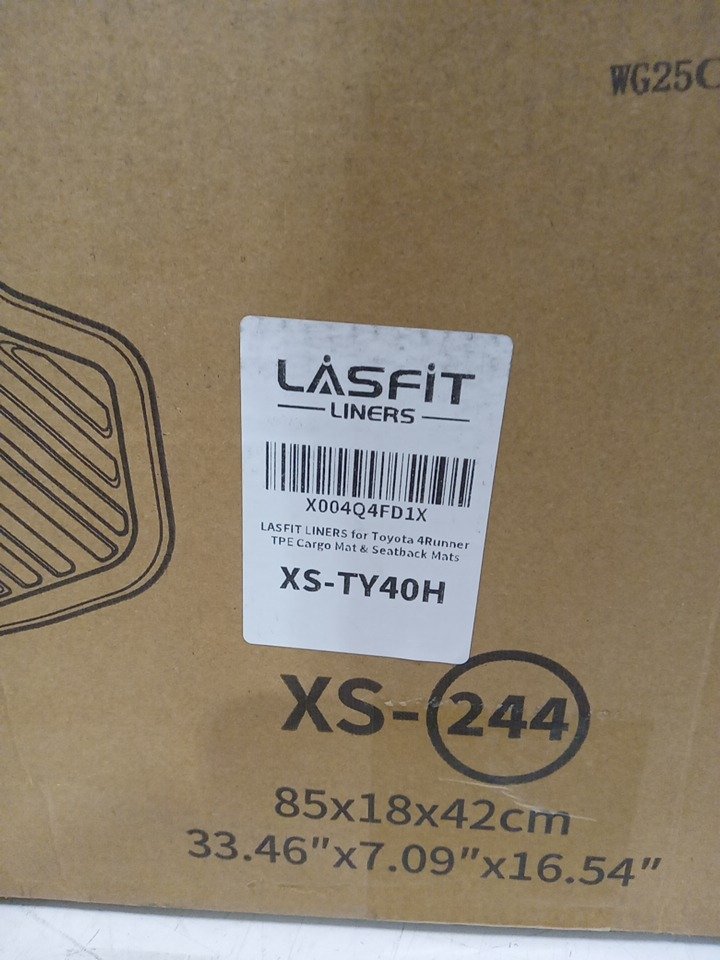 WG25C
LASFIT
LINERS
X004Q4FD1X
LASFIT LINERS for Toyota 4Runner
TPE Cargo Mat & Seatback Mats
XS-TY40H
XS-244
85x18x42cm
33.46"x7.09"x16.54"